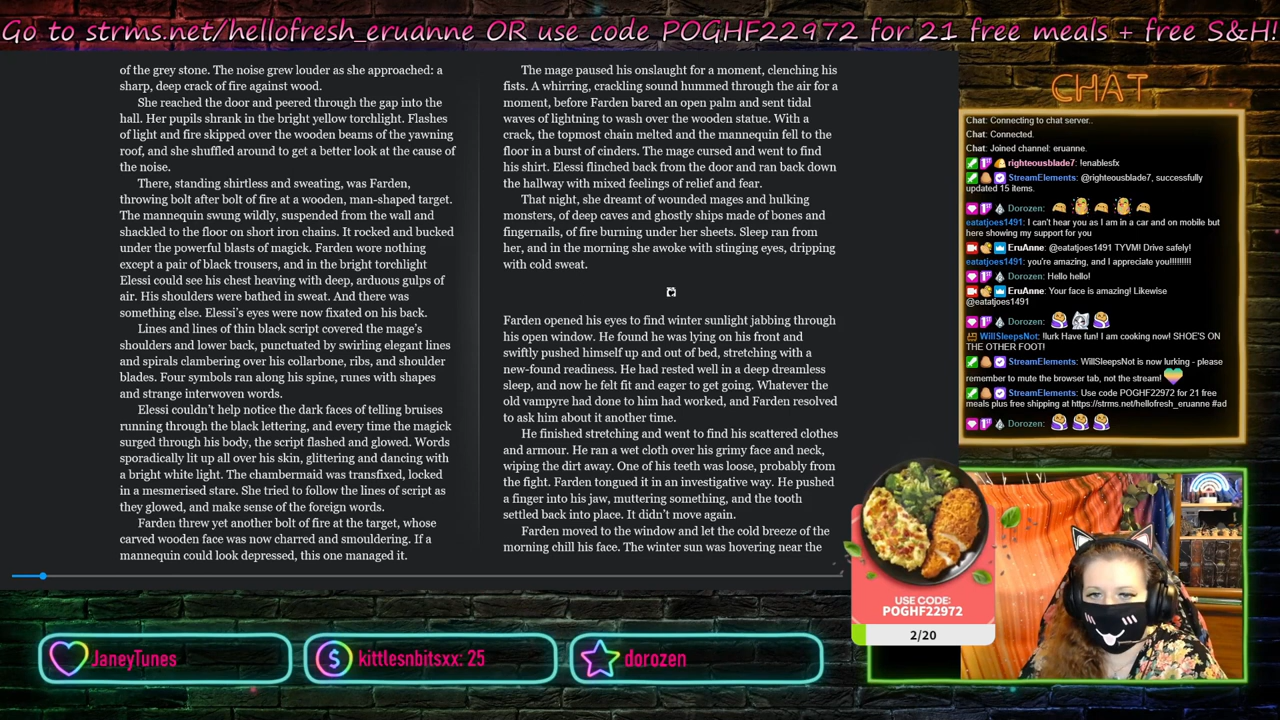 Go to strms.net/hellofresh_eruanne OR use code POGHF22972 for 21 free meals + free S&H!
of the grey stone. The noise grew louder as she approached: a
sharp, deep crack of fire against wood.
She reached the door and peered through the gap into the
hall. Her pupils shrank in the bright yellow torchlight. Flashes
of light and fire skipped over the wooden beams of the yawning
roof, and she shuffled around to get a better look at the cause of
the noise.
There, standing shirtless and sweating, was Farden,
throwing bolt after bolt of fire at a wooden, man-shaped target.
The mannequin swung wildly, suspended from the wall and
shackled to the floor on short iron chains. It rocked and bucked
under the powerful blasts of magick. Farden wore nothing
except a pair of black trousers, and in the bright torchlight
Elessi could see his chest heaving with deep, arduous gulps of
air. His shoulders were bathed in sweat. And there was
something else. Elessi's eyes were now fixated on his back.
Lines and lines of thin black script covered the mage's
shoulders and lower back, punctuated by swirling elegant lines
and spirals clambering over his collarbone, ribs, and shoulder
blades. Four symbols ran along his spine, runes with shapes
and strange interwoven words.
Elessi couldn't help notice the dark faces of telling bruises
running through the black lettering, and every time the magick
surged through his body, the script flashed and glowed. Words
sporadically lit up all over his skin, glittering and dancing with
a bright white light. The chambermaid was transfixed, locked
in a mesmerised stare. She tried to follow the lines of script as
they glowed, and make sense of the foreign words.
Farden threw yet another bolt of fire at the target, whose
carved wooden face was now charred and smouldering. If a
mannequin could look depressed, this one managed it.
The mage paused his onslaught for a moment, clenching his
fists. A whirring, crackling sound hummed through the air for a
moment, before Farden bared an open palm and sent tidal
waves of lightning to wash over the wooden statue. With a
crack, the topmost chain melted and the mannequin fell to the
floor in a burst of cinders. The mage cursed and went to find
his shirt. Elessi flinched back from the door and ran back down
the hallway with mixed feelings of relief and fear.
That night, she dreamt of wounded mages and hulking
monsters, of deep caves and ghostly ships made of bones and
fingernails, of fire burning under her sheets. Sleep ran from
her, and in the morning she awoke with stinging eyes, dripping
with cold sweat.
Farden opened his eyes to find winter sunlight jabbing through
his open window. He found he was lying on his front and
swiftly pushed himself up and out of bed, stretching with a
new-found readiness. He had rested well in a deep dreamless
sleep, and now he felt fit and eager to get going. Whatever the
old vampyre had done to him had worked, and Farden resolved
to ask him about it another time.
He finished stretching and went to find his scattered clothes
and armour. He ran a wet cloth over his grimy face and neck,
wiping the dirt away. One of his teeth was loose, probably from
the fight. Farden tongued it in an investigative way. He pushed
a finger into his jaw, muttering something, and the tooth
settled back into place. It didn't move again.
Farden moved to the window and let the cold breeze of the
morning chill his face. The winter sun was hovering near the
CHAT
Chat: Connecting to chat server..
Chat: Connected.
Chat: Joined channel: eruanne.
righteousblade7: !enablesfx
StreamElements: @righteousblade7, successfully
updated 15 items.
Dorozen:
eatatjoes1491: I can't hear you as I am in a car and on mobile but
here showing my support for you
EruAnne: @eatatjoes1491 TYVM! Drive safely!
eatatjoes1491: you're amazing, and I appreciate you!!!!!!!!!
Dorozen: Hello hello!
EruAnne: Your face is amazing! Likewise
@eatatjoes1491
Dorozen:
WillSleepsNot: !lurk Have fun! I am cooking now! SHOE'S ON
THE OTHER FOOT!
StreamElements: WillSleepsNot is now lurking - please
remember to mute the browser tab, not the stream!
StreamElements: Use code POGHF22972 for 21 free
meals plus free shipping at https://strms.net/hellofresh_eruanne #ad
Dorozen:
USE CODE:
POGHF22972
2/20
JaneyTunes
$
kittlesnbitsxx: 25
dorozen